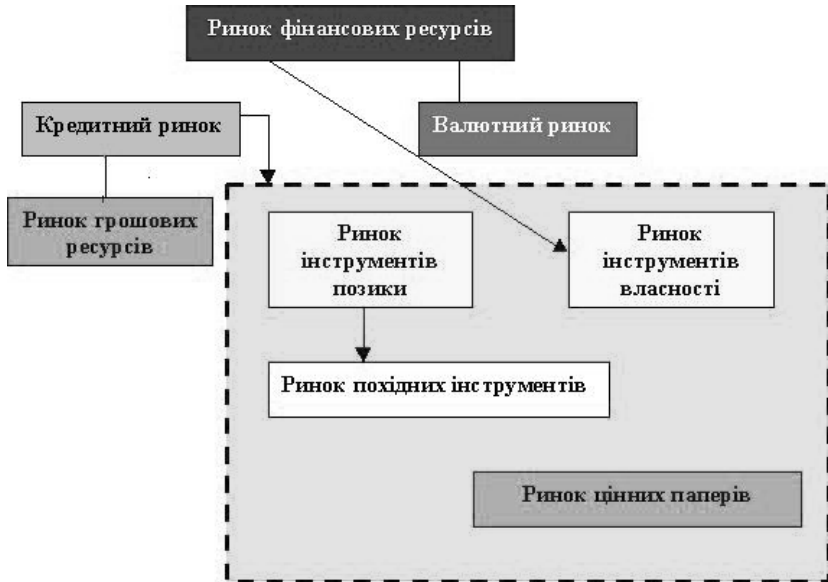 Ринок фінансових ресурсів
Кредитний ринок
Валютний ринок
Ринок грошових
ресурсів
Ринок
інструментів
позики
Ринок
інструментів
власності
Ринок похідних інструментів
Ринок цінних паперів